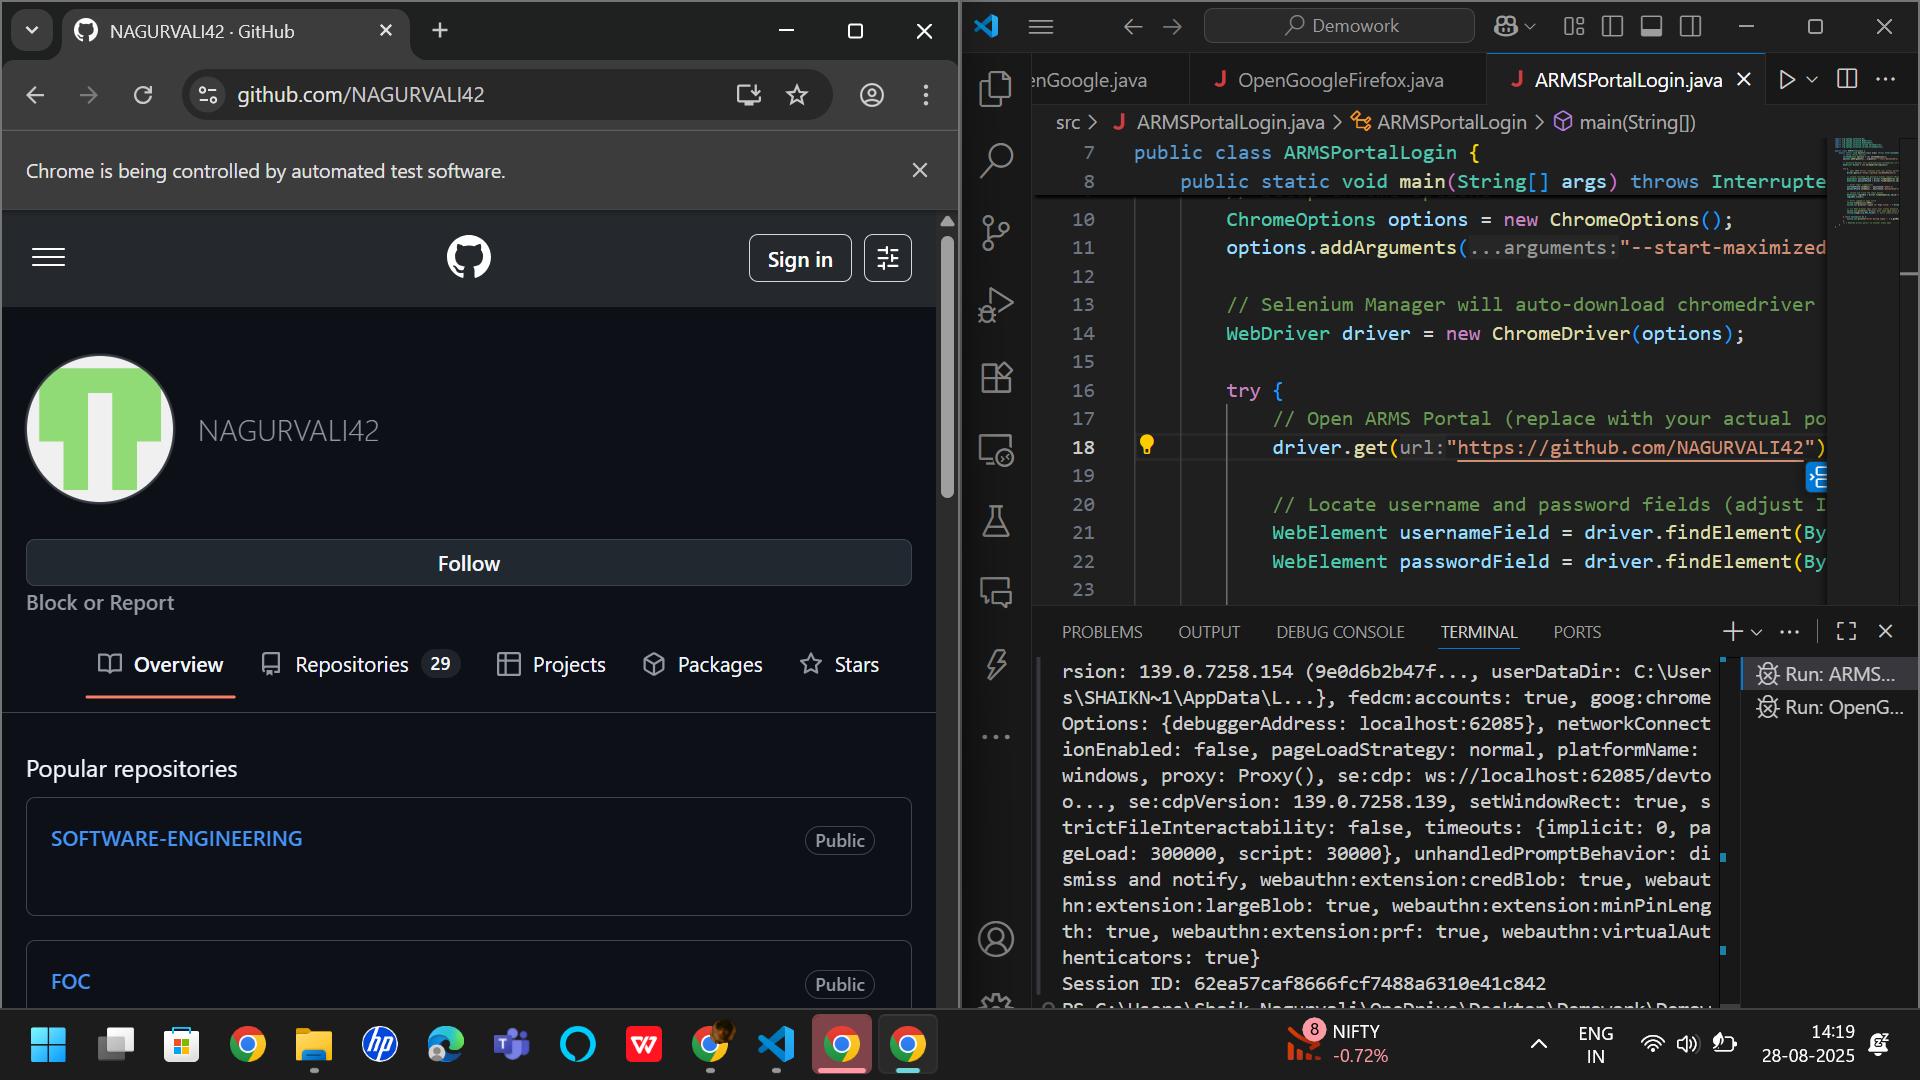 NAGURVALI42 · GitHub
github.com/NAGURVALI42
Chrome is being controlled by automated test software.
Sign in
NAGURVALI42
Follow
Block or Report
Overview
Repositories 29
Projects
Packages
Stars
Popular repositories
SOFTWARE-ENGINEERING
Public
FOC
Public
Demowork
enGoogle.java
OpenGoogleFirefox.java
ARMSPortalLogin.java
src > ARMSPortalLogin.java > ARMSPortalLogin > main(String[])
7 public class ARMSPortalLogin {
8 public static void main(String[] args) throws Interrupte
10 ChromeOptions options = new ChromeOptions();
11 options.addArguments(...arguments:"--start-maximized
12
13 // Selenium Manager will auto-download chromedriver
14 WebDriver driver = new ChromeDriver(options);
15
16 try {
17 // Open ARMS Portal (replace with your actual po
18 driver.get(url:"https://github.com/NAGURVALI42")
19
20 // Locate username and password fields (adjust I
21 WebElement usernameField = driver.findElement(By
22 WebElement passwordField = driver.findElement(By
23
PROBLEMS
OUTPUT
DEBUG CONSOLE
TERMINAL
PORTS
rsion: 139.0.7258.154 (9e0d6b2b47f..., userDataDir: C:\User
s\SHAIKN~1\AppData\L...}, fedcm:accounts: true, goog:chrome
Options: {debuggerAddress: localhost:62085}, networkConnect
ionEnabled: false, pageLoadStrategy: normal, platformName:
windows, proxy: Proxy(), se:cdp: ws://localhost:62085/devto
o..., se:cdpVersion: 139.0.7258.139, setWindowRect: true, s
trictFileInteractability: false, timeouts: {implicit: 0, pa
geLoad: 300000, script: 30000}, unhandledPromptBehavior: di
smiss and notify, webauthn:extension:credBlob: true, webaut
hn:extension:largeBlob: true, webauthn:extension:minPinLeng
th: true, webauthn:extension:prf: true, webauthn:virtualAut
henticators: true}
Session ID: 62ea57caf8666fcf7488a6310e41c842
Run: ARMS...
Run: OpenG...
8
NIFTY
-0.72%
ENG
IN
14:19
28-08-2025